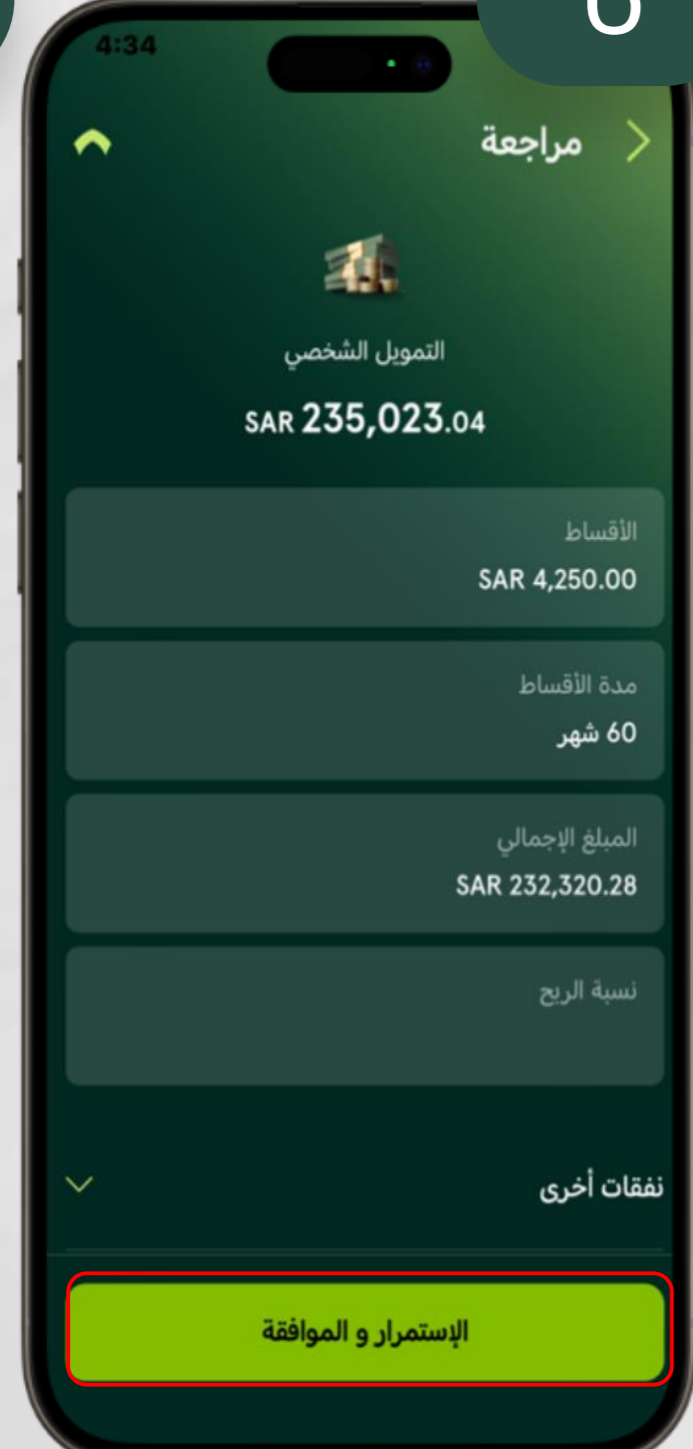 6
4:34
مراجعة
التمويل الشخصي
SAR 235,023.04
الأقساط
SAR 4,250.00
مدة الأقساط
60 شهر
المبلغ الإجمالي
SAR 232,320.28
نسبة الربح
نفقات أخرى
الإستمرار و الموافقة